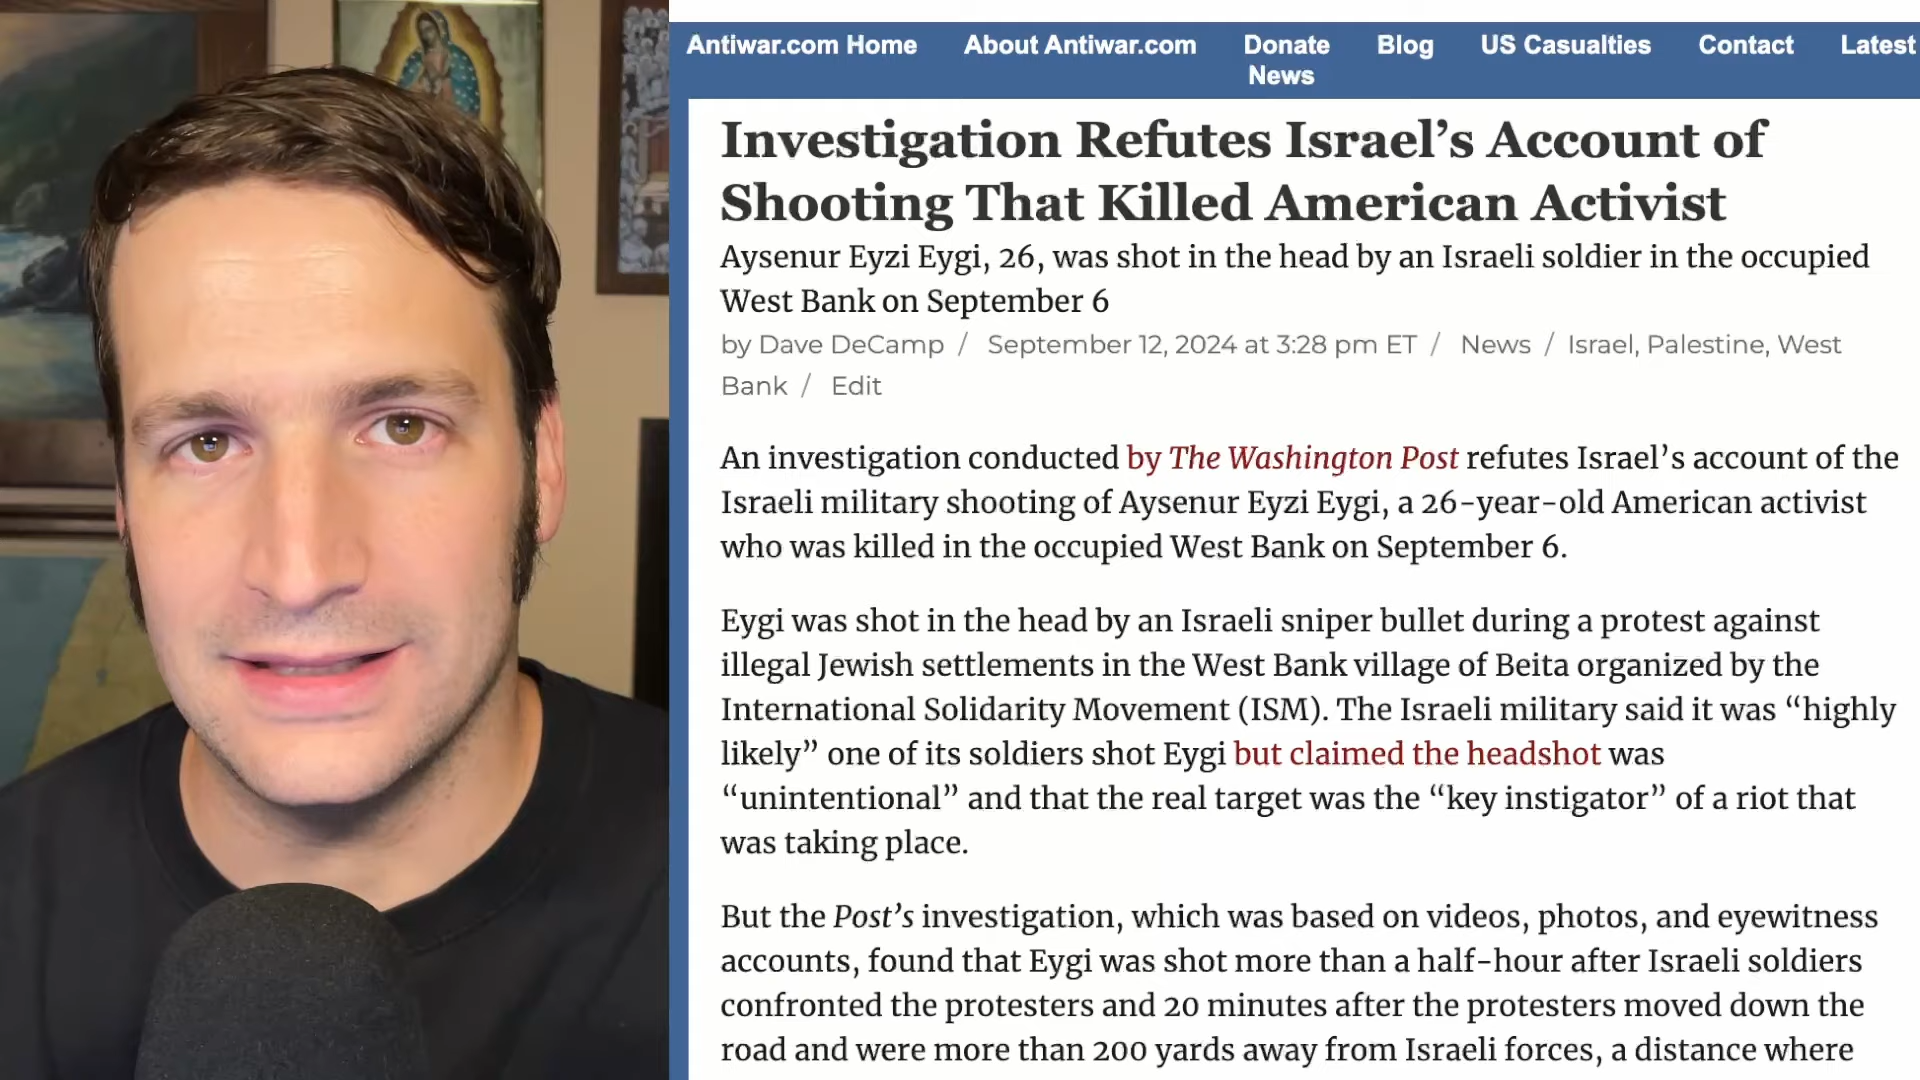 Antiwar.com Home About Antiwar.com Donate Blog US Casualties Contact Latest
News
Investigation Refutes Israel’s Account of
Shooting That Killed American Activist
Aysenur Eyzi Eygi, 26, was shot in the head by an Israeli soldier in the occupied
West Bank on September 6
by Dave DeCamp / September 12, 2024 at 3:28 pm ET / News / Israel, Palestine, West
Bank / Edit
An investigation conducted by The Washington Post refutes Israel’s account of the
Israeli military shooting of Aysenur Eyzi Eygi, a 26-year-old American activist
who was killed in the occupied West Bank on September 6.
Eygi was shot in the head by an Israeli sniper bullet during a protest against
illegal Jewish settlements in the West Bank village of Beita organized by the
International Solidarity Movement (ISM). The Israeli military said it was “highly
likely” one of its soldiers shot Eygi but claimed the headshot was
“unintentional” and that the real target was the “key instigator” of a riot that
was taking place.
But the Post’s investigation, which was based on videos, photos, and eyewitness
accounts, found that Eygi was shot more than a half-hour after Israeli soldiers
confronted the protesters and 20 minutes after the protesters moved down the
road and were more than 200 yards away from Israeli forces, a distance where